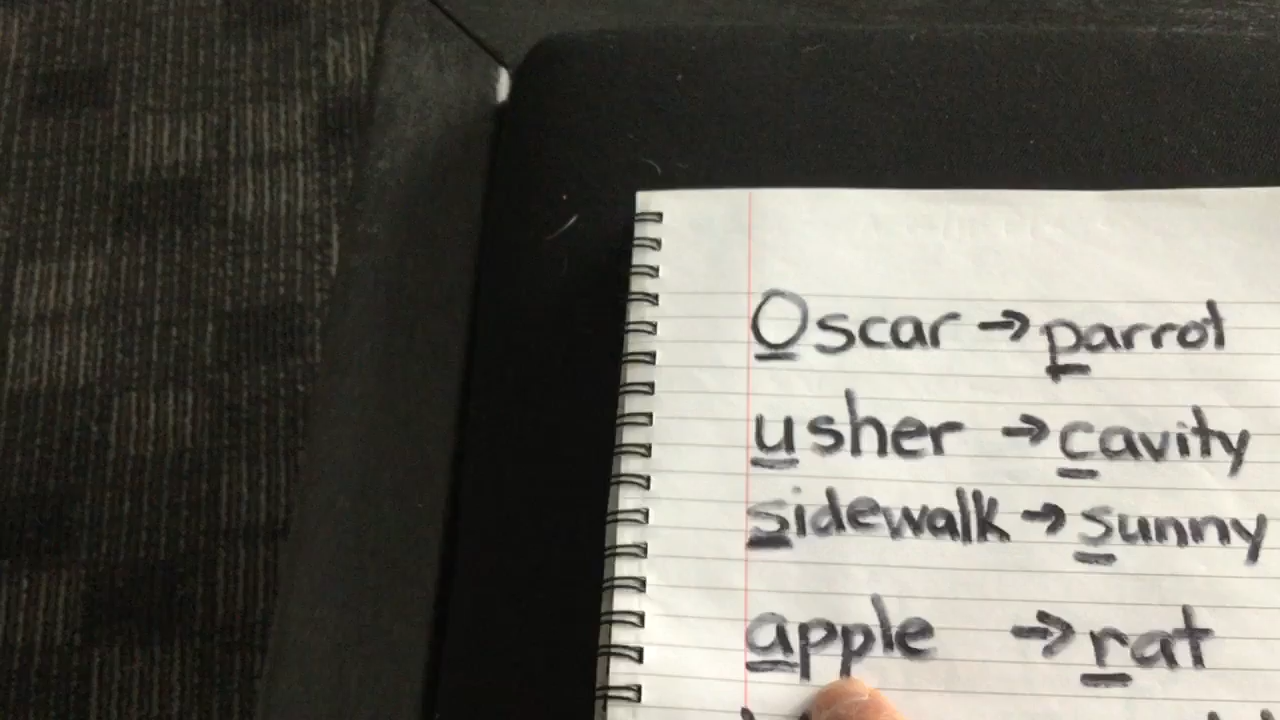 Oscar → parrot
usher → cavity
sidewalk → sunny
apple → rat